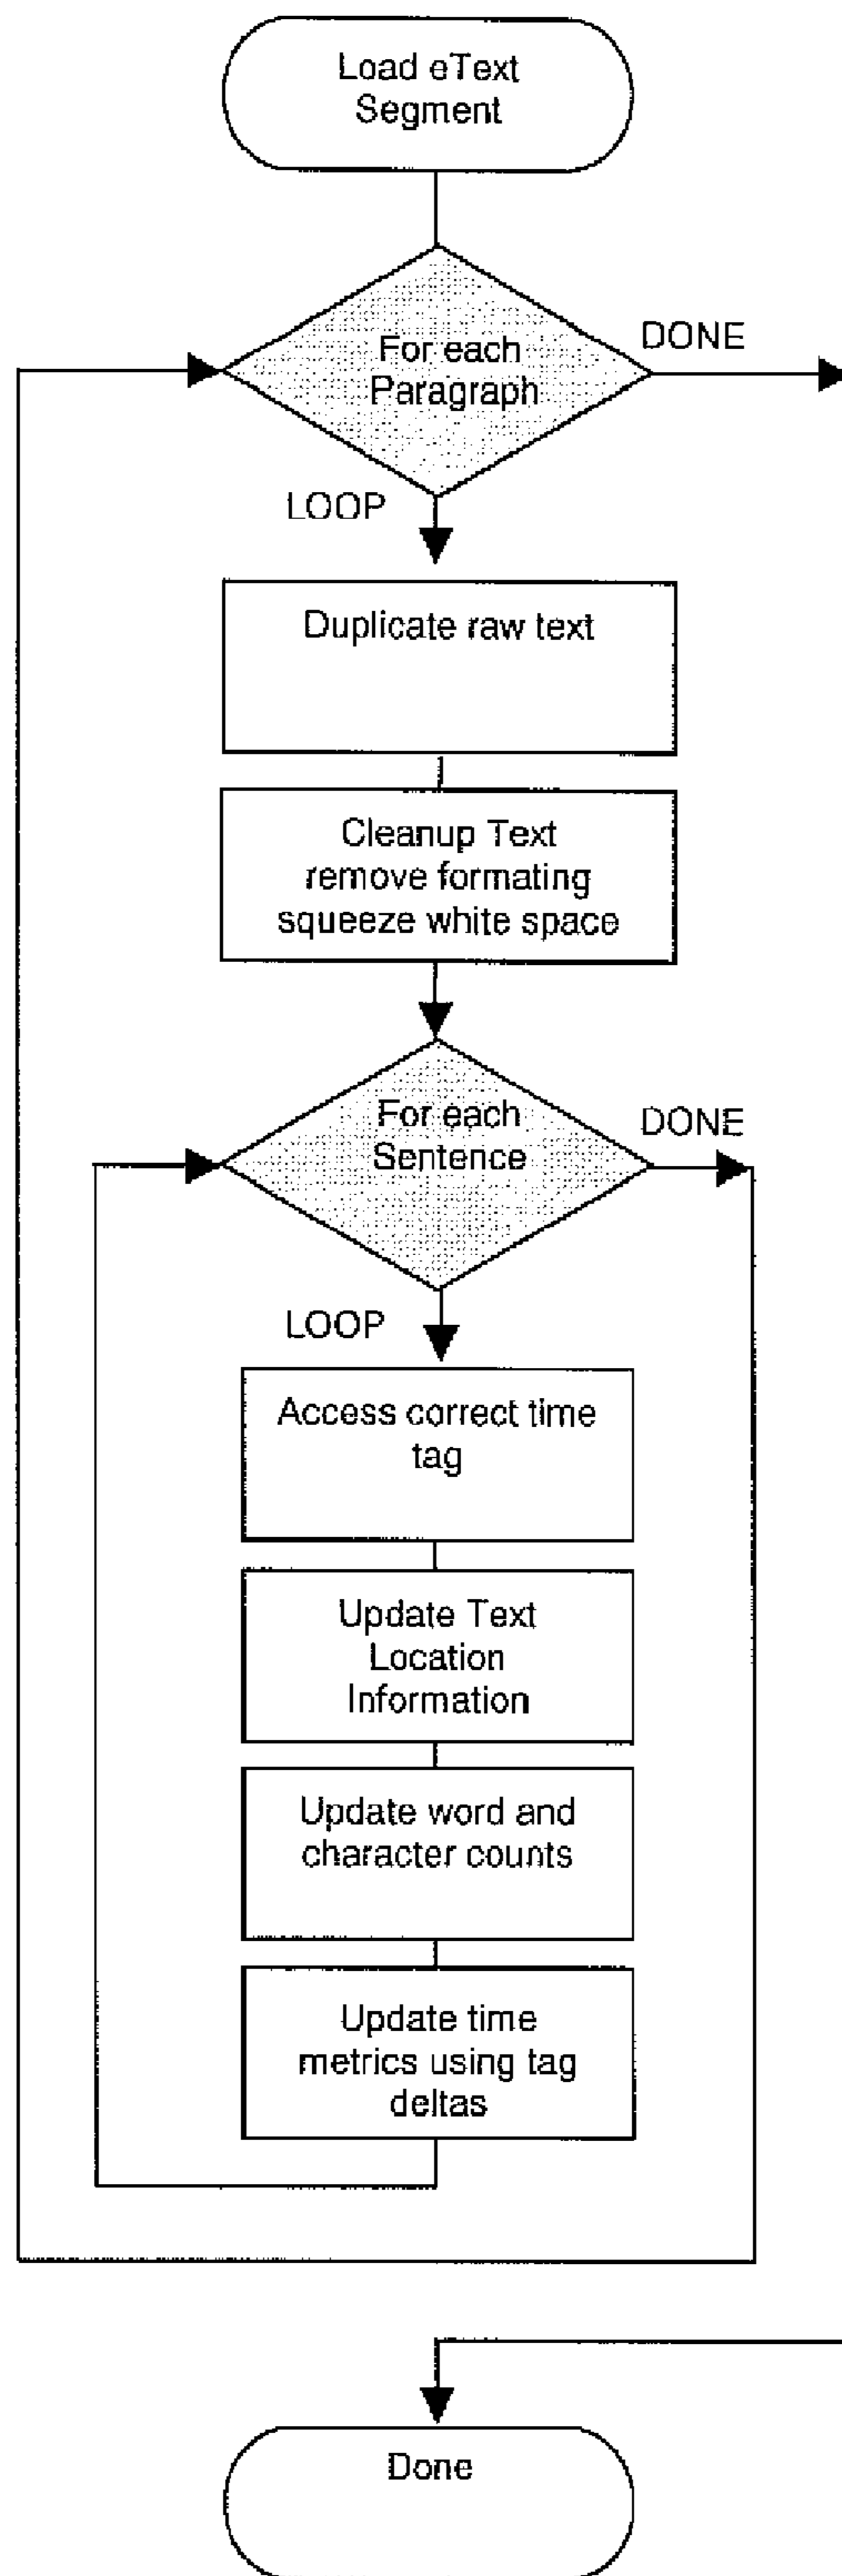 Load eText
Segment
For each
Paragraph
DONE
LOOP
Duplicate raw text
Cleanup Text
remove formating
squeeze white space
For each
Sentence
DONE
LOOP
Access correct time
tag
Update Text
Location
Information
Update word and
character counts
Update time
metrics using tag
deltas
Done